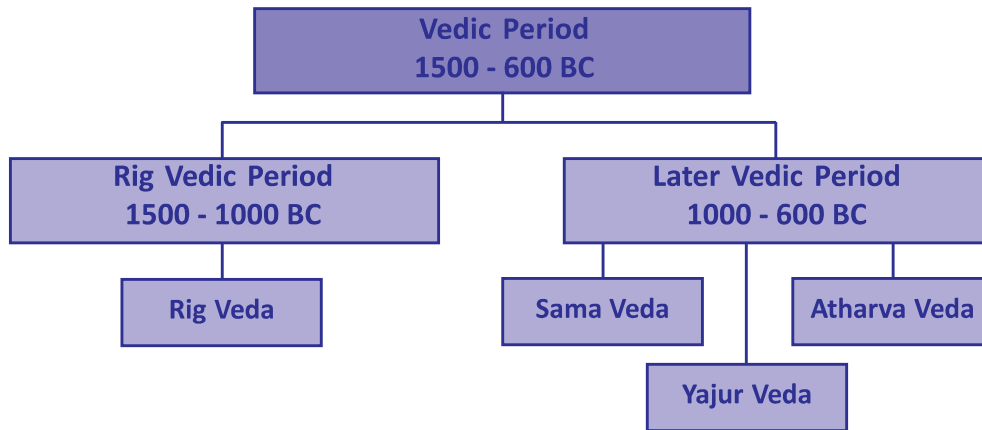 Vedic Period
1500 - 600 BC
Rig Vedic Period
1500 - 1000 BC
Later Vedic Period
1000 - 600 BC
Rig Veda
Sama Veda
Atharva Veda
Yajur Veda